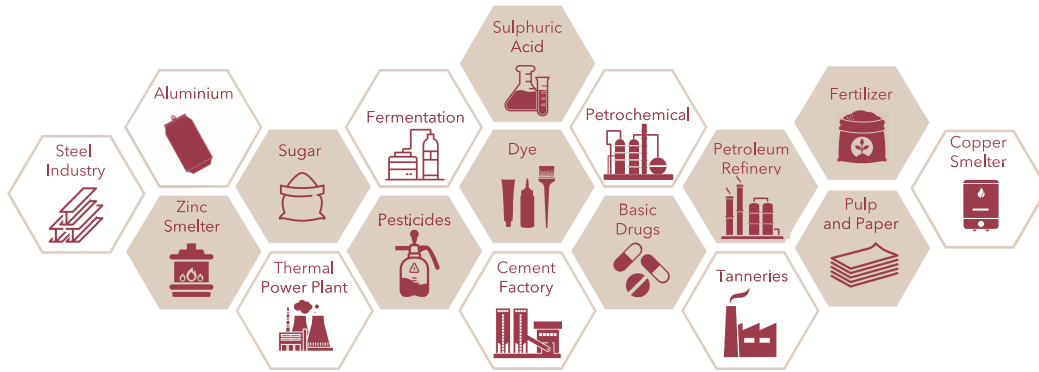 Sulphuric
Acid
Aluminium
Fermentation
Petrochemical
Fertilizer
Steel
Industry
Sugar
Dye
Petroleum
Refinery
Copper
Smelter
Zinc
Smelter
Pesticides
Basic
Drugs
Pulp
and Paper
Thermal
Power Plant
Cement
Factory
Tanneries